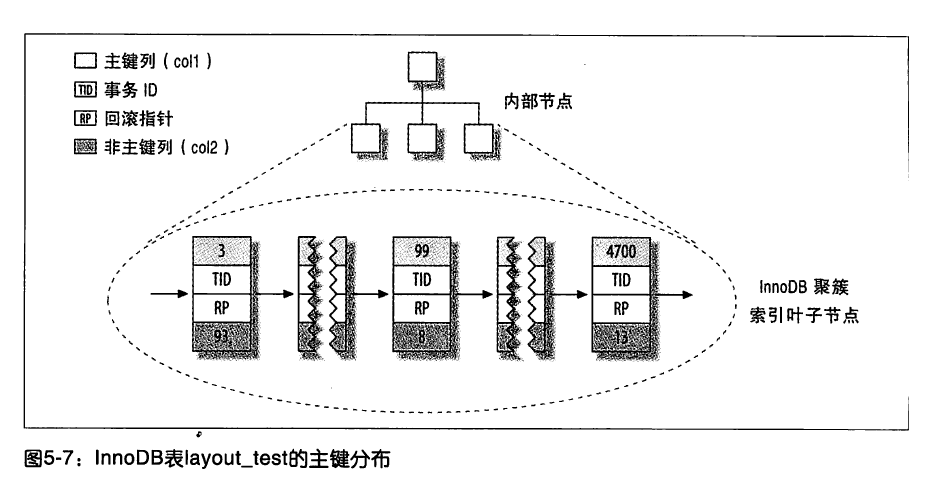 主键列（col1）
TID 事务 ID
RP 回滚指针
非主键列（col2）
内部节点
3
TID
RP
93
99
TID
RP
8
4700
TID
RP
13
InnoDB 聚簇
索引叶子节点
图5-7：InnoDB表layout_test的主键分布